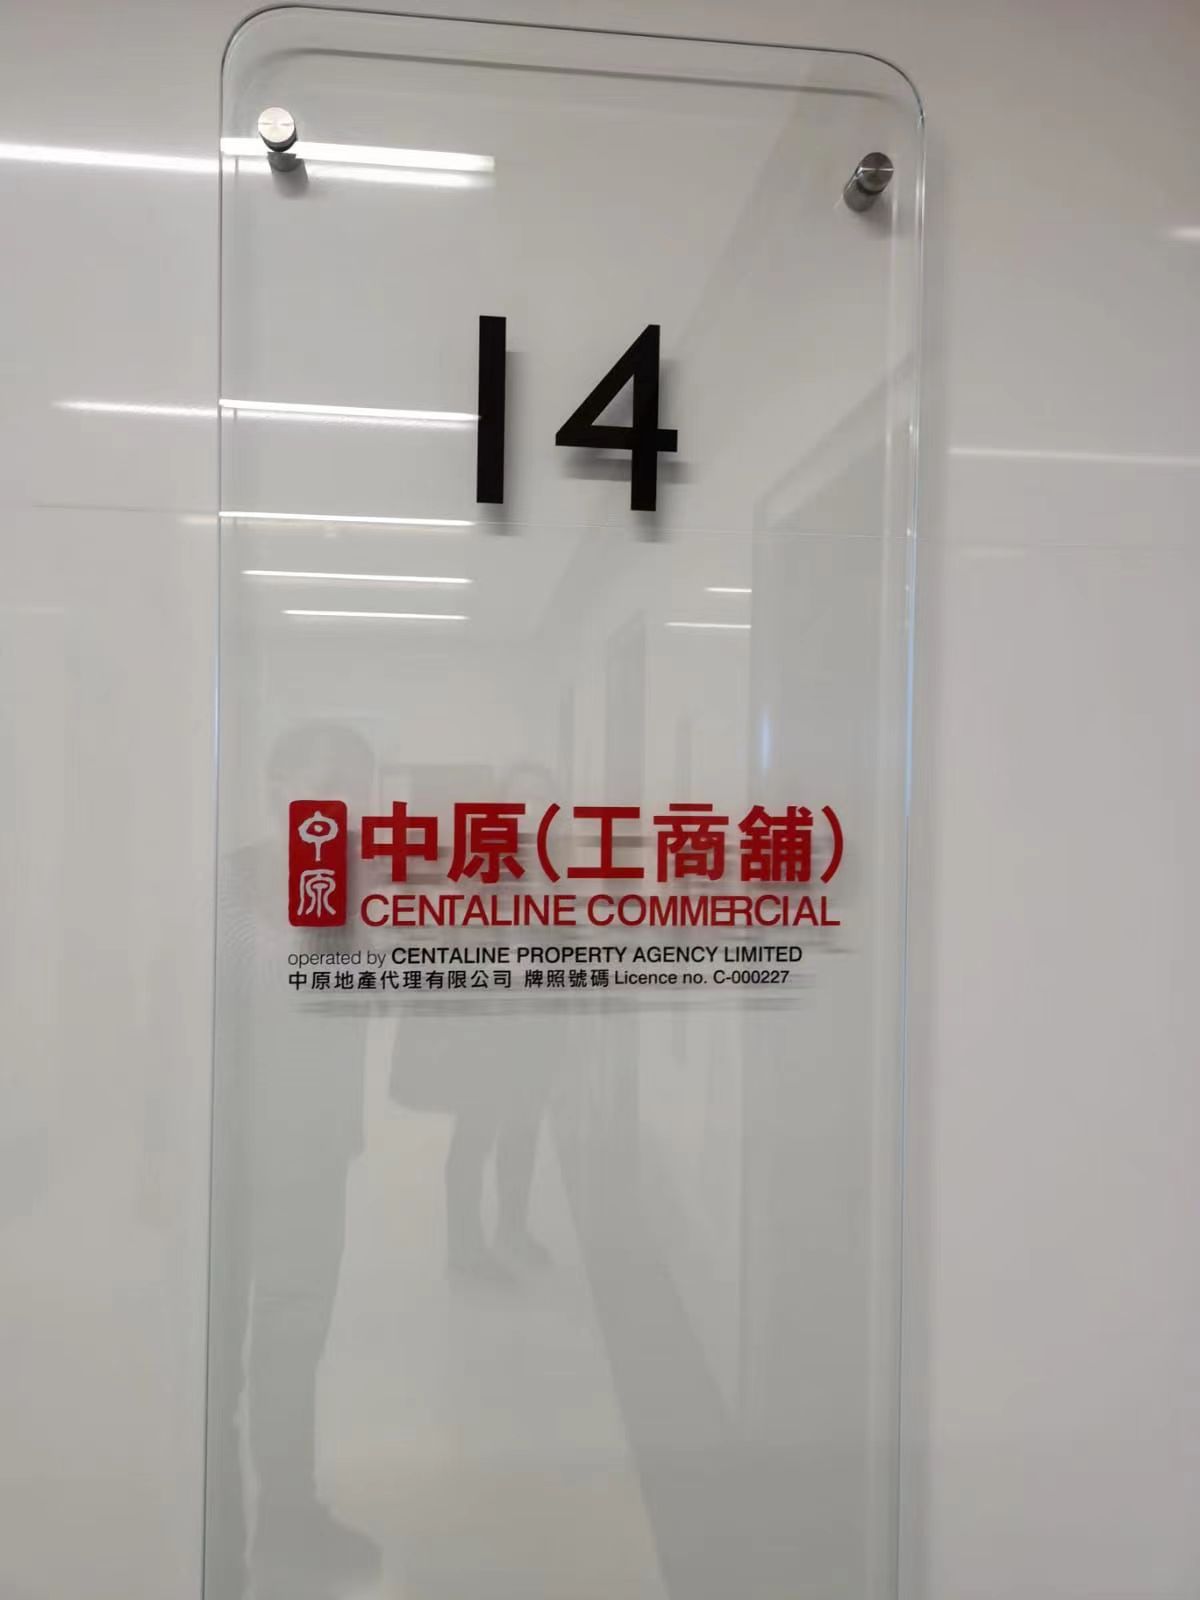 14
中原
中原(工商舖)
CENTALINE COMMERCIAL
operated by CENTALINE PROPERTY AGENCY LIMITED
中原地產代理有限公司 牌照號碼 Licence no. C-000227